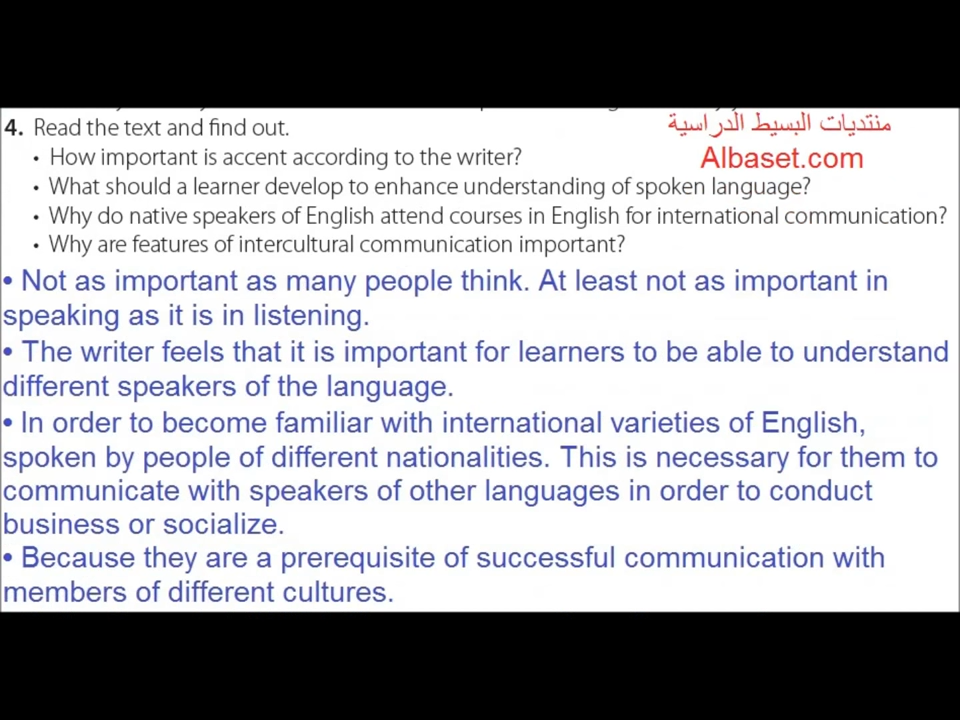 4. Read the text and find out.
منتديات البسيط الدراسية
Albaset.com
• How important is accent according to the writer?
• What should a learner develop to enhance understanding of spoken language?
• Why do native speakers of English attend courses in English for international communication?
• Why are features of intercultural communication important?
• Not as important as many people think. At least not as important in
speaking as it is in listening.
• The writer feels that it is important for learners to be able to understand
different speakers of the language.
• In order to become familiar with international varieties of English,
spoken by people of different nationalities. This is necessary for them to
communicate with speakers of other languages in order to conduct
business or socialize.
• Because they are a prerequisite of successful communication with
members of different cultures.